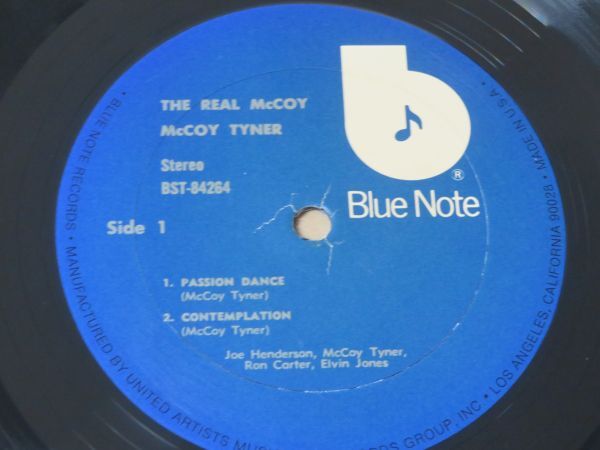 THE REAL McCOY
McCOY TYNER
Stereo
BST-84264
Side 1
Blue Note
®
1. PASSION DANCE
(McCoy Tyner)
2. CONTEMPLATION
(McCoy Tyner)
Joe Henderson, McCoy Tyner,
Ron Carter, Elvin Jones
• BLUE NOTE RECORDS • MANUFACTURED BY UNITED ARTISTS MUSIC RECORDS GROUP, INC • LOS ANGELES, CALIFORNIA 90028 • MADE IN U.S.A. •